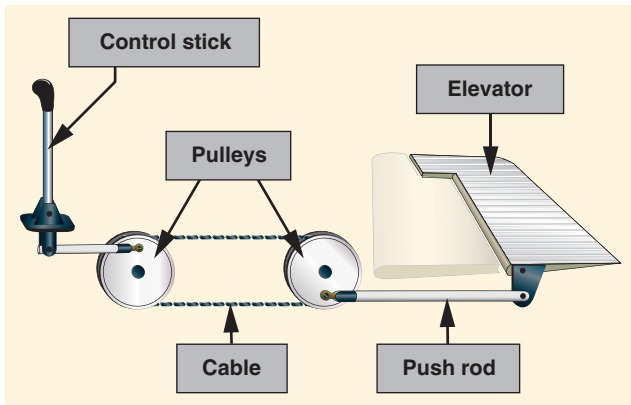 Control stick
Elevator
Pulleys
Cable
Push rod